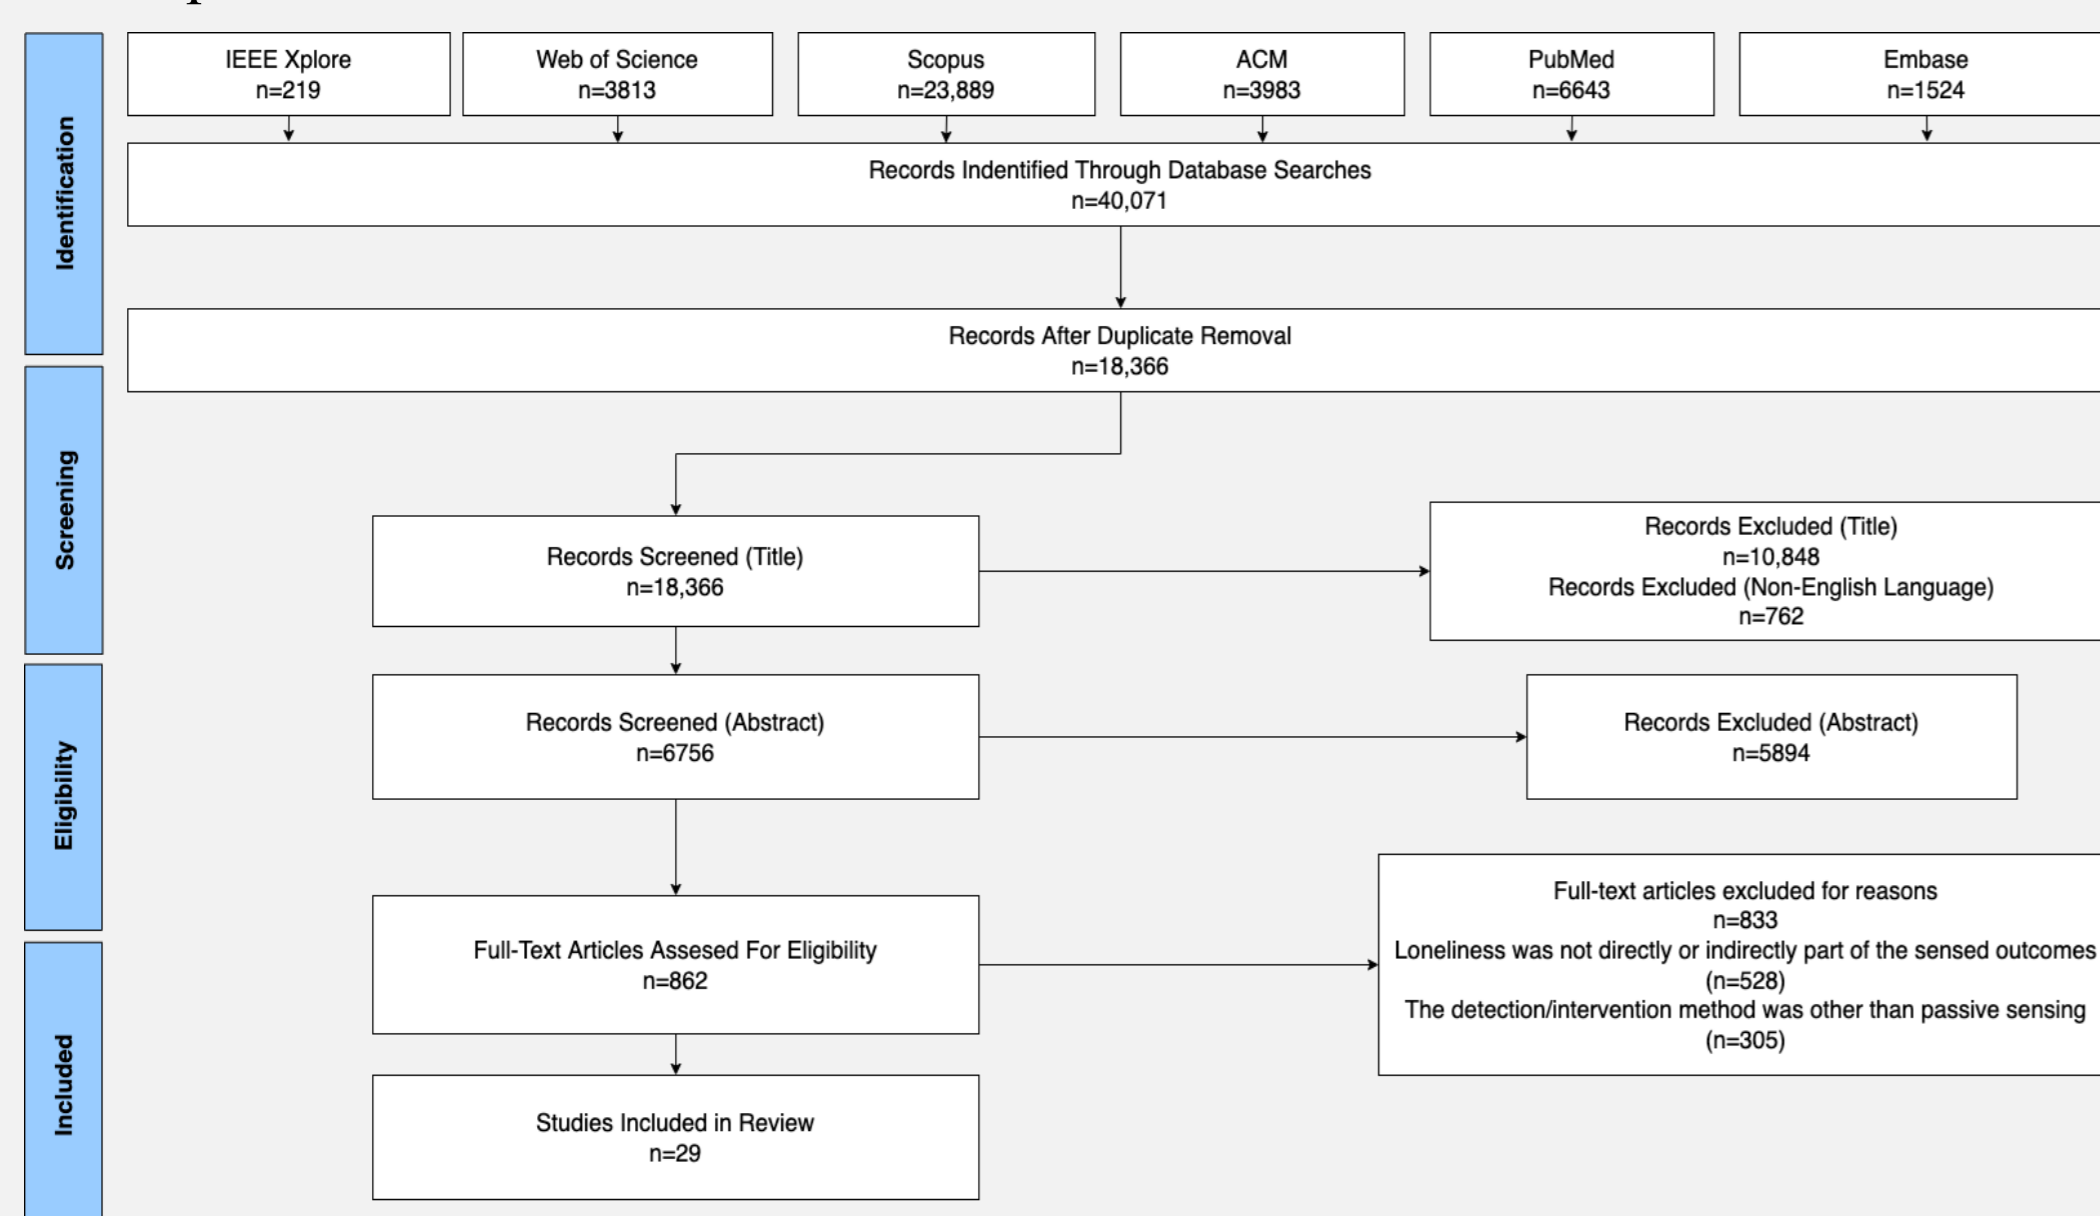 IEEE Xplore
n=219
Web of Science
n=3813
Scopus
n=23,889
ACM
n=3983
PubMed
n=6643
Embase
n=1524
Records Indentified Through Database Searches
n=40,071
Records After Duplicate Removal
n=18,366
Identification
Screening
Records Screened (Title)
n=18,366
Records Excluded (Title)
n=10,848
Records Excluded (Non-English Language)
n=762
Eligibility
Records Screened (Abstract)
n=6756
Records Excluded (Abstract)
n=5894
Full-Text Articles Assesed For Eligibility
n=862
Full-text articles excluded for reasons
n=833
Loneliness was not directly or indirectly part of the sensed outcomes
(n=528)
The detection/intervention method was other than passive sensing
(n=305)
Included
Studies Included in Review
n=29